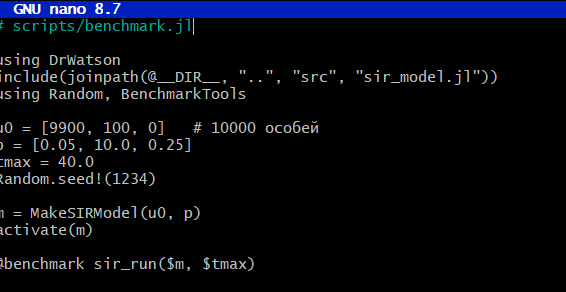 GNU nano 8.7
# scripts/benchmark.jl
using DrWatson
include(joinpath(@__DIR__, "..", "src", "sir_model.jl"))
using Random, BenchmarkTools
u0 = [9900, 100, 0]   # 10000 особей
p = [0.05, 10.0, 0.25]
tmax = 40.0
Random.seed!(1234)
m = MakeSIRModel(u0, p)
activate(m)
@benchmark sir_run($m, $tmax)